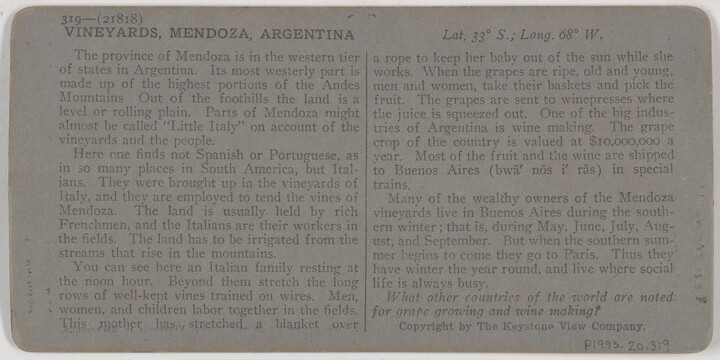 319—(21818)
VINEYARDS, MENDOZA, ARGENTINA
Lat. 33° S.; Long. 68° W.
The province of Mendoza is in the western tier
of states in Argentina. Its most westerly part is
made up of the highest portions of the Andes
Mountains Out of the foothills the land is a
level or rolling plain. Parts of Mendoza might
almost be called "Little Italy" on account of the
vineyards and the people.
Here one finds not Spanish or Portuguese, as
in so many places in South America, but Ital-
ians. They were brought up in the vineyards of
Italy, and they are employed to tend the vines of
Mendoza. The land is usually held by rich
Frenchmen, and the Italians are their workers in
the fields. The land has to be irrigated from the
streams that rise in the mountains.
You can see here an Italian family resting at
the noon hour. Beyond them stretch the long
rows of well-kept vines trained on wires. Men,
women, and children labor together in the fields.
This mother has stretched a blanket over
a rope to keep her baby out of the sun while she
works. When the grapes are ripe, old and young,
men and women, take their baskets and pick the
fruit. The grapes are sent to winepresses where
the juice is squeezed out. One of the big indus-
tries of Argentina is wine making. The grape
crop of the country is valued at $10,000,000 a
year. Most of the fruit and the wine are shipped
to Buenos Aires (bwā′ nōs ī′ rās) in special
trains.
Many of the wealthy owners of the Mendoza
vineyards live in Buenos Aires during the south-
ern winter; that is, during May, June, July, Aug-
ust, and September. But when the southern sum-
mer begins to come they go to Paris. Thus they
have winter the year round, and live where social
life is always busy.
What other countries of the world are noted
for grape growing and wine making?
Copyright by The Keystone View Company.
P1993.20.319